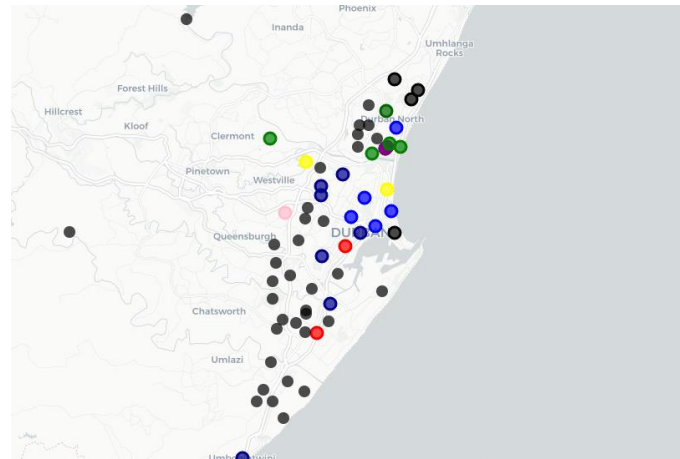 Phoenix
Inanda
Umhlanga
Rocks
Forest Hills
Hillcrest
Durban North
Kloof
Clermont
Pinetown
Westville
Queensburgh
DURBAN
Chatsworth
Umlazi